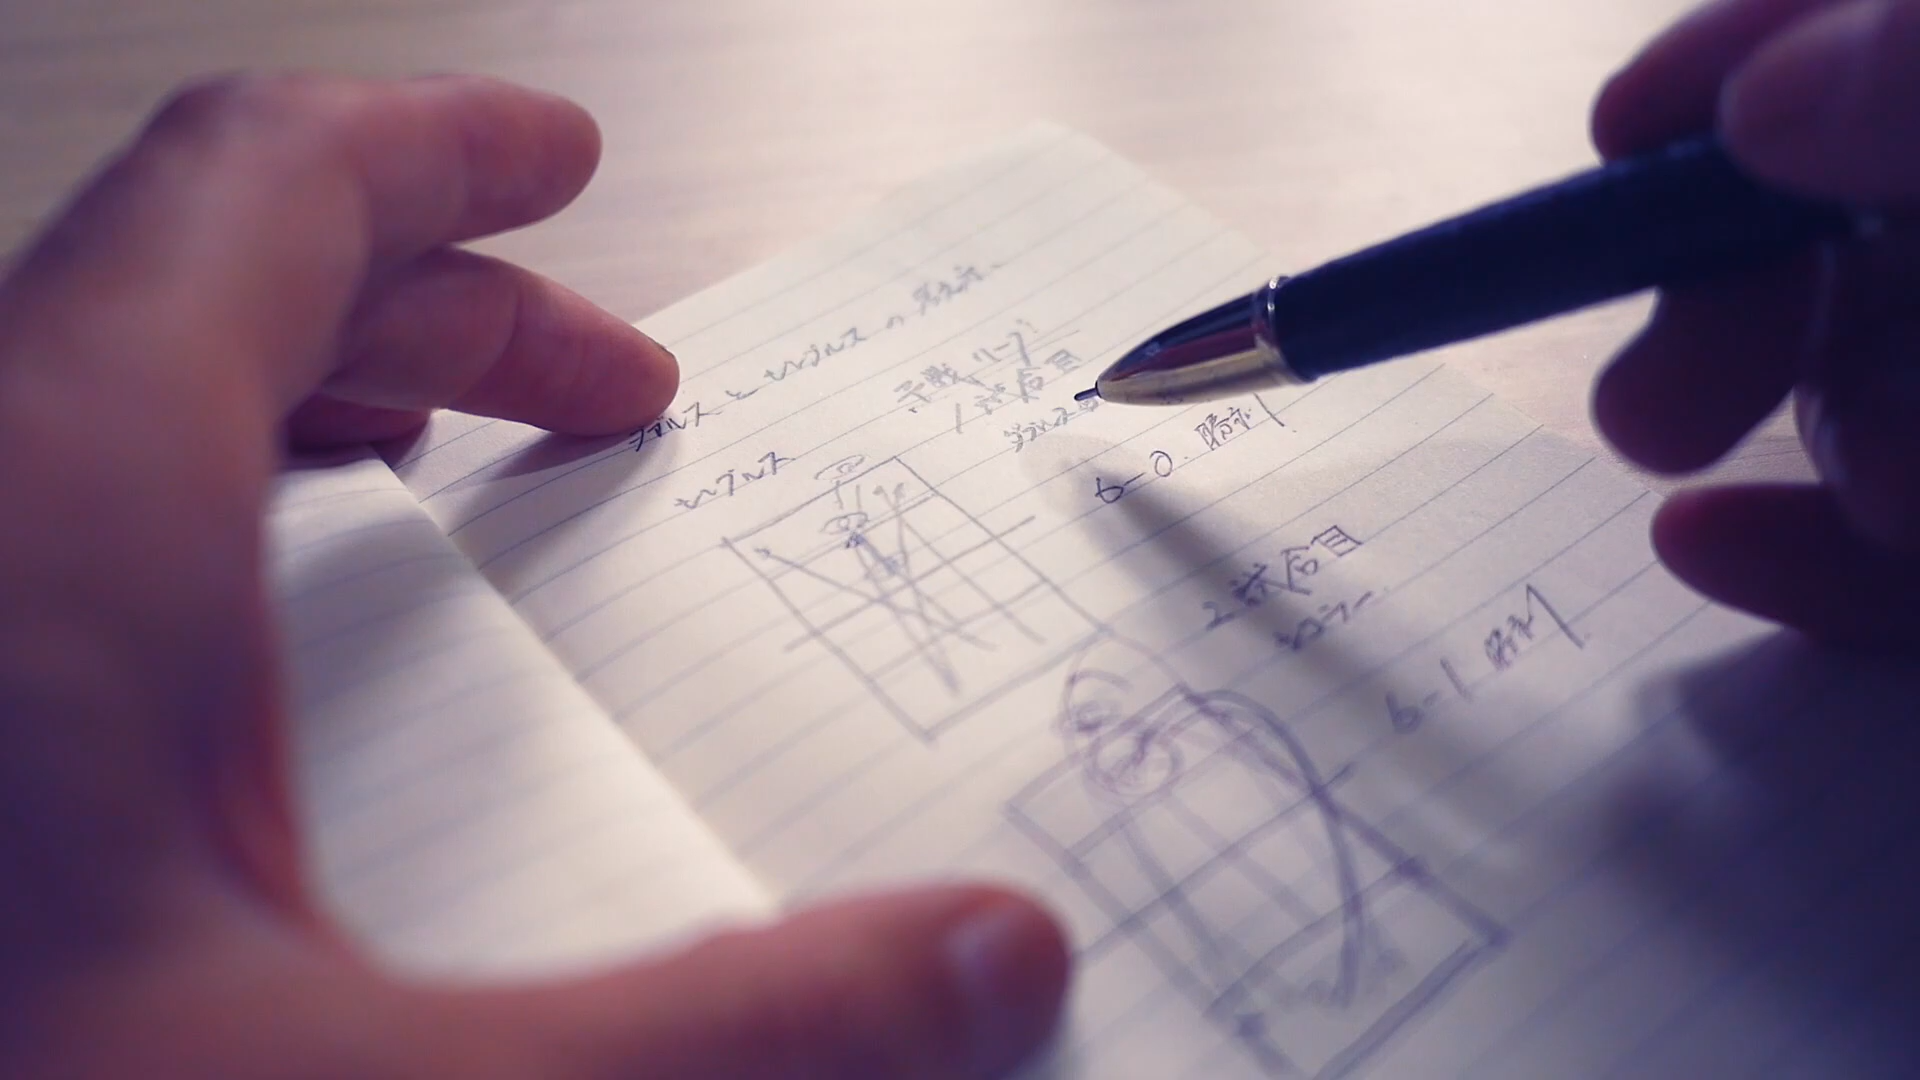 ダブルスとシングルスの
シングルス
予戦リーグ
1試合目
ダブルス
6-0. 勝利
2試合目
6-1 勝利